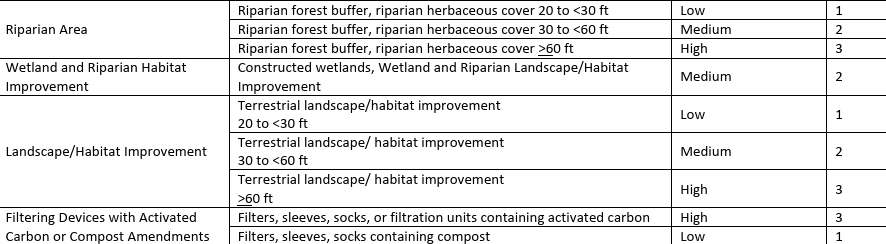 Riparian Area
Riparian forest buffer, riparian herbaceous cover 20 to <30 ft
Low
1
Riparian forest buffer, riparian herbaceous cover 30 to <60 ft
Medium
2
Riparian forest buffer, riparian herbaceous cover >60 ft
High
3
Wetland and Riparian Habitat
Improvement
Constructed wetlands, Wetland and Riparian Landscape/Habitat
Improvement
Medium
2
Landscape/Habitat Improvement
Terrestrial landscape/habitat improvement
20 to <30 ft
Low
1
Terrestrial landscape/ habitat improvement
30 to <60 ft
Medium
2
Terrestrial landscape/ habitat improvement
>60 ft
High
3
Filtering Devices with Activated
Carbon or Compost Amendments
Filters, sleeves, socks, or filtration units containing activated carbon
High
3
Filters, sleeves, socks containing compost
Low
1